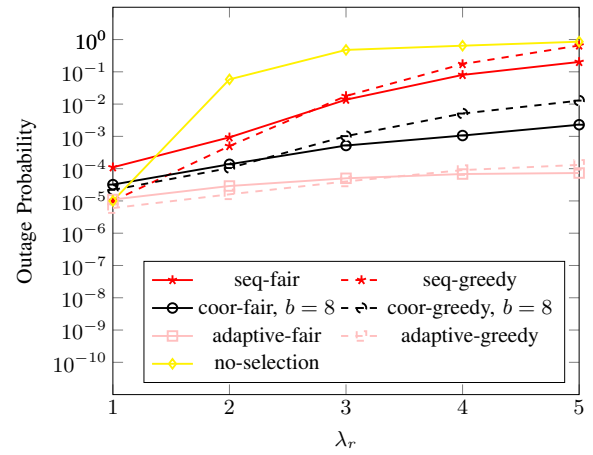 10^0
10^-1
10^-2
10^-3
10^-4
10^-5
10^-6
10^-7
10^-8
10^-9
10^-10
Outage Probability
seq-fair seq-greedy
coor-fair, b = 8 coor-greedy, b = 8
adaptive-fair adaptive-greedy
no-selection
1 2 3 4 5
λ_r